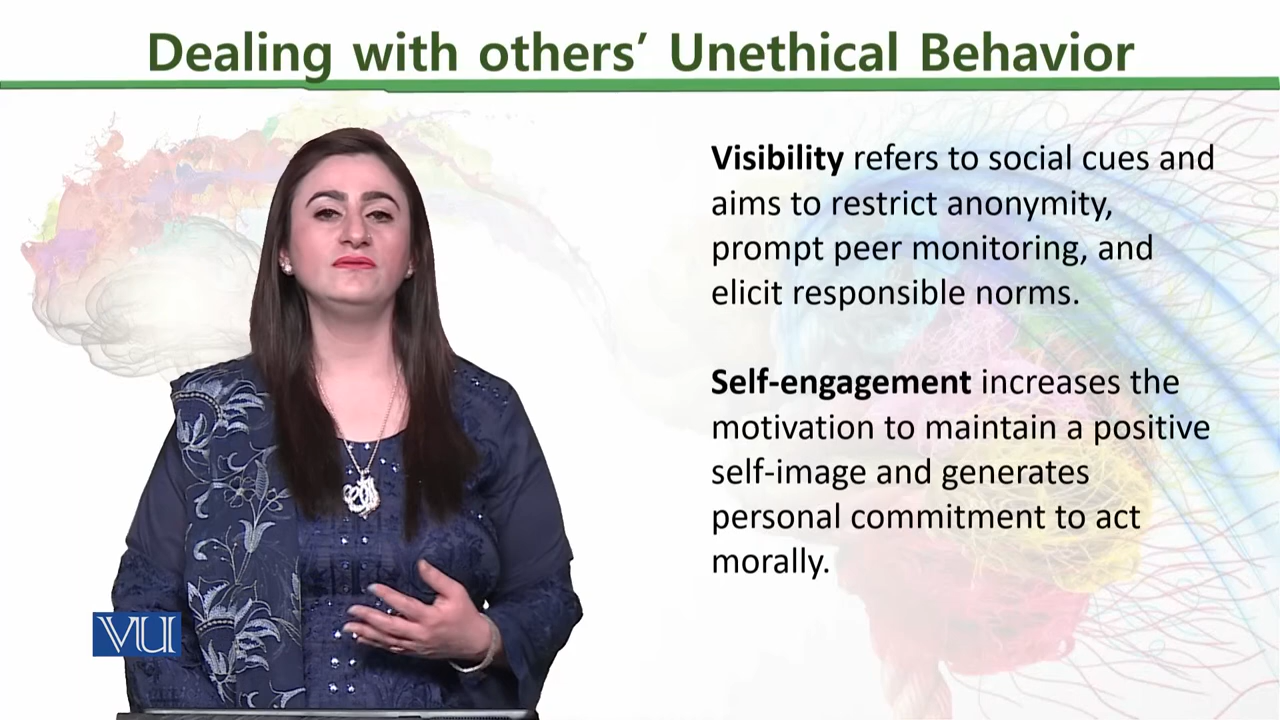 Dealing with others’ Unethical Behavior
Visibility refers to social cues and
aims to restrict anonymity,
prompt peer monitoring, and
elicit responsible norms.
Self-engagement increases the
motivation to maintain a positive
self-image and generates
personal commitment to act
morally.
VU